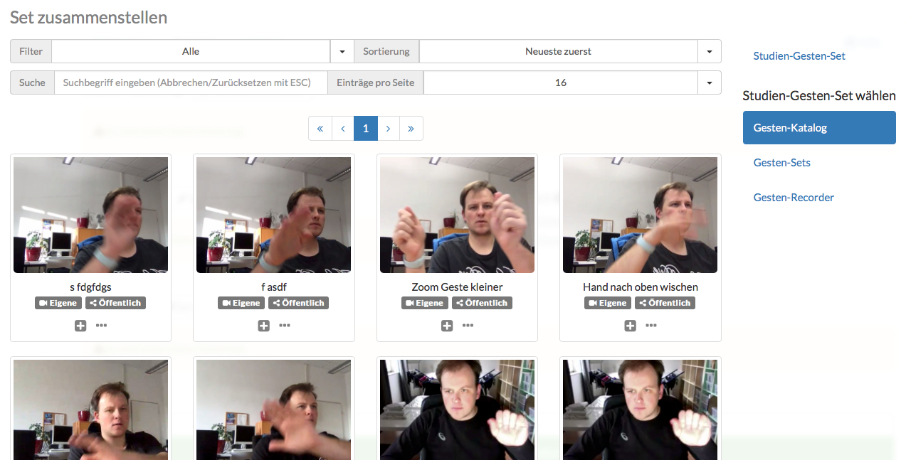 Set zusammenstellen
Filter Alle Sortierung Neueste zuerst
Suche Suchbegriff eingeben (Abbrechen/Zurücksetzen mit ESC) Einträge pro Seite 16
« ‹ 1 › »
s fdgfdgs
Eigene Öffentlich
f asdf
Eigene Öffentlich
Zoom Geste kleiner
Eigene Öffentlich
Hand nach oben wischen
Eigene Öffentlich
Studien-Gesten-Set
Studien-Gesten-Set wählen
Gesten-Katalog
Gesten-Sets
Gesten-Recorder